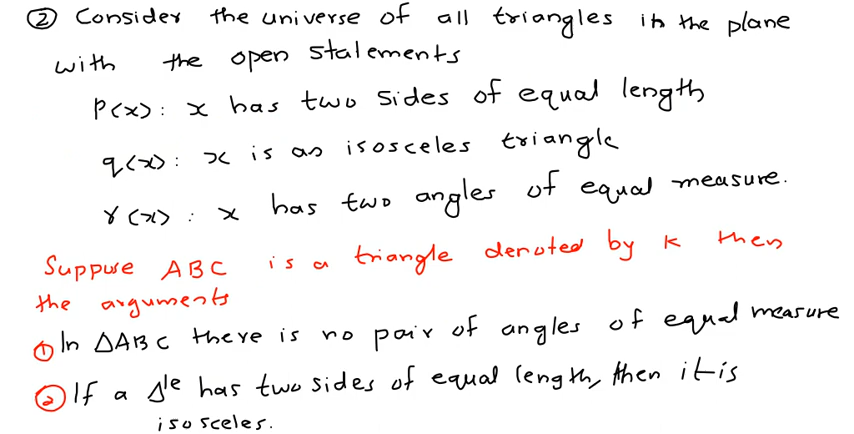 ② Consider the universe of all triangles in the plane
with the open statements
p(x): x has two sides of equal length
q(x): x is an isosceles triangle
r(x): x has two angles of equal measure.
Suppose ABC is a triangle denoted by k then
the arguments
① In ΔABC there is no pair of angles of equal measure
② If a Δle has two sides of equal length, then it is
isosceles.